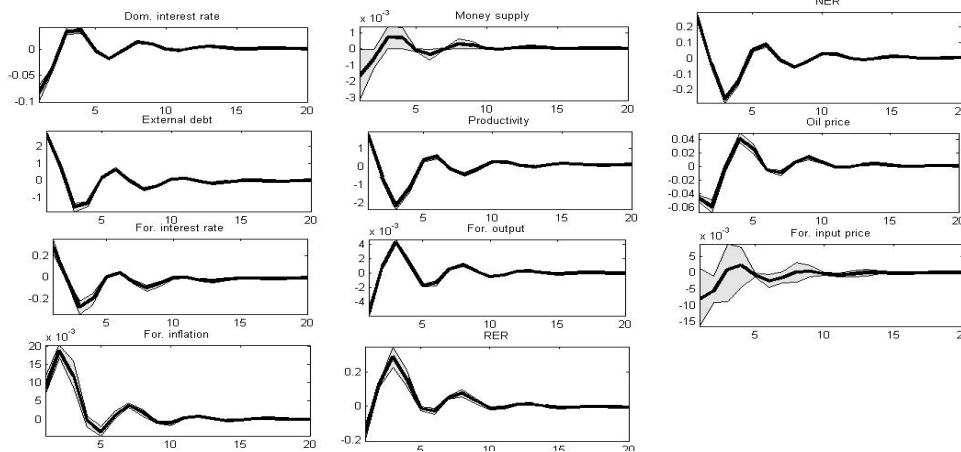 Dom. interest rate
0
-0.05
-0.1
5 10 15 20
Money supply
x 10⁻³
1
0
-1
-2
-3
5 10 15 20
NER
0.2
0.1
0
-0.1
-0.2
5 10 15 20
External debt
2
1
0
-1
5 10 15 20
Productivity
1
0
-1
-2
5 10 15 20
Oil price
0.04
0.02
0
-0.02
-0.04
-0.06
5 10 15 20
For. interest rate
0.2
0
-0.2
5 10 15 20
For. output
x 10⁻³
4
2
0
-2
-4
5 10 15 20
For. input price
x 10⁻³
5
0
-5
-10
-15
5 10 15 20
For. inflation
x 10⁻³
20
15
10
5
0
5 10 15 20
RER
0.2
0
-0.2
5 10 15 20